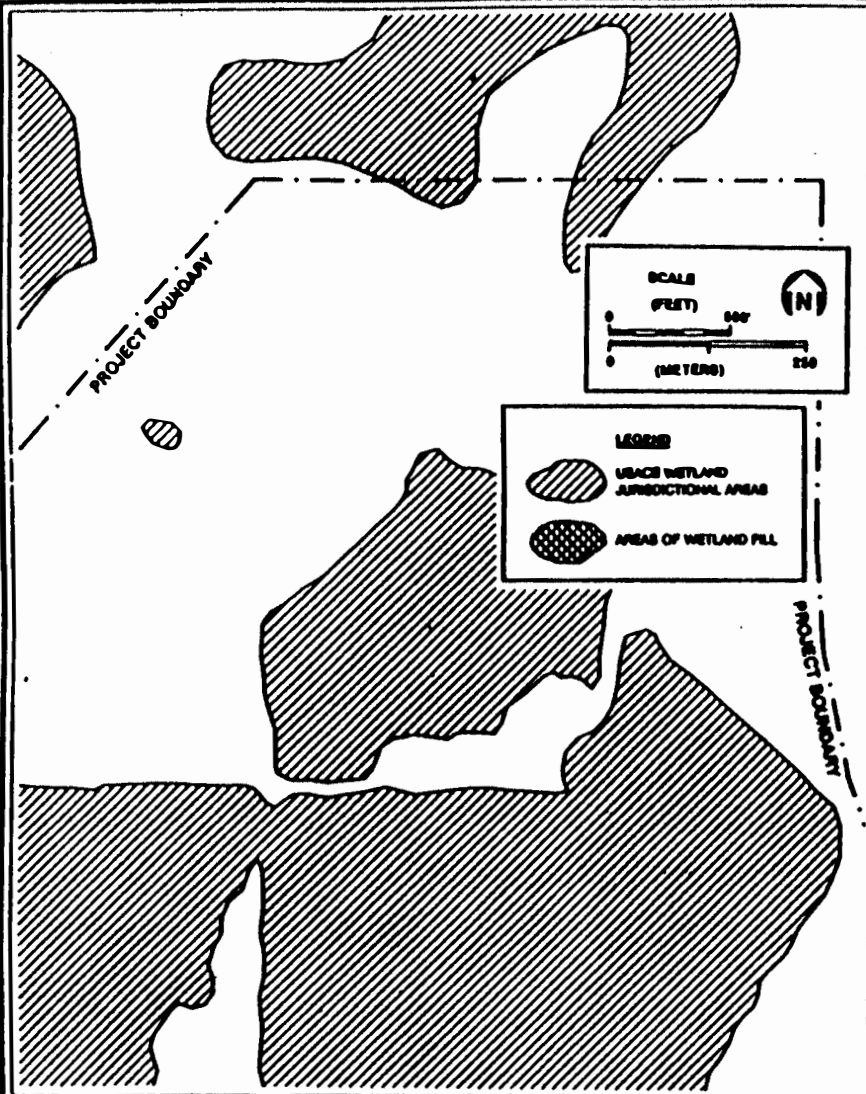 PROJECT BOUNDARY
SCALE
(FEET)
0 500'
0 250
(METERS)
N
LEGEND
USACE WETLAND
JURISDICTIONAL AREAS
AREAS OF WETLAND FILL
PROJECT BOUNDARY